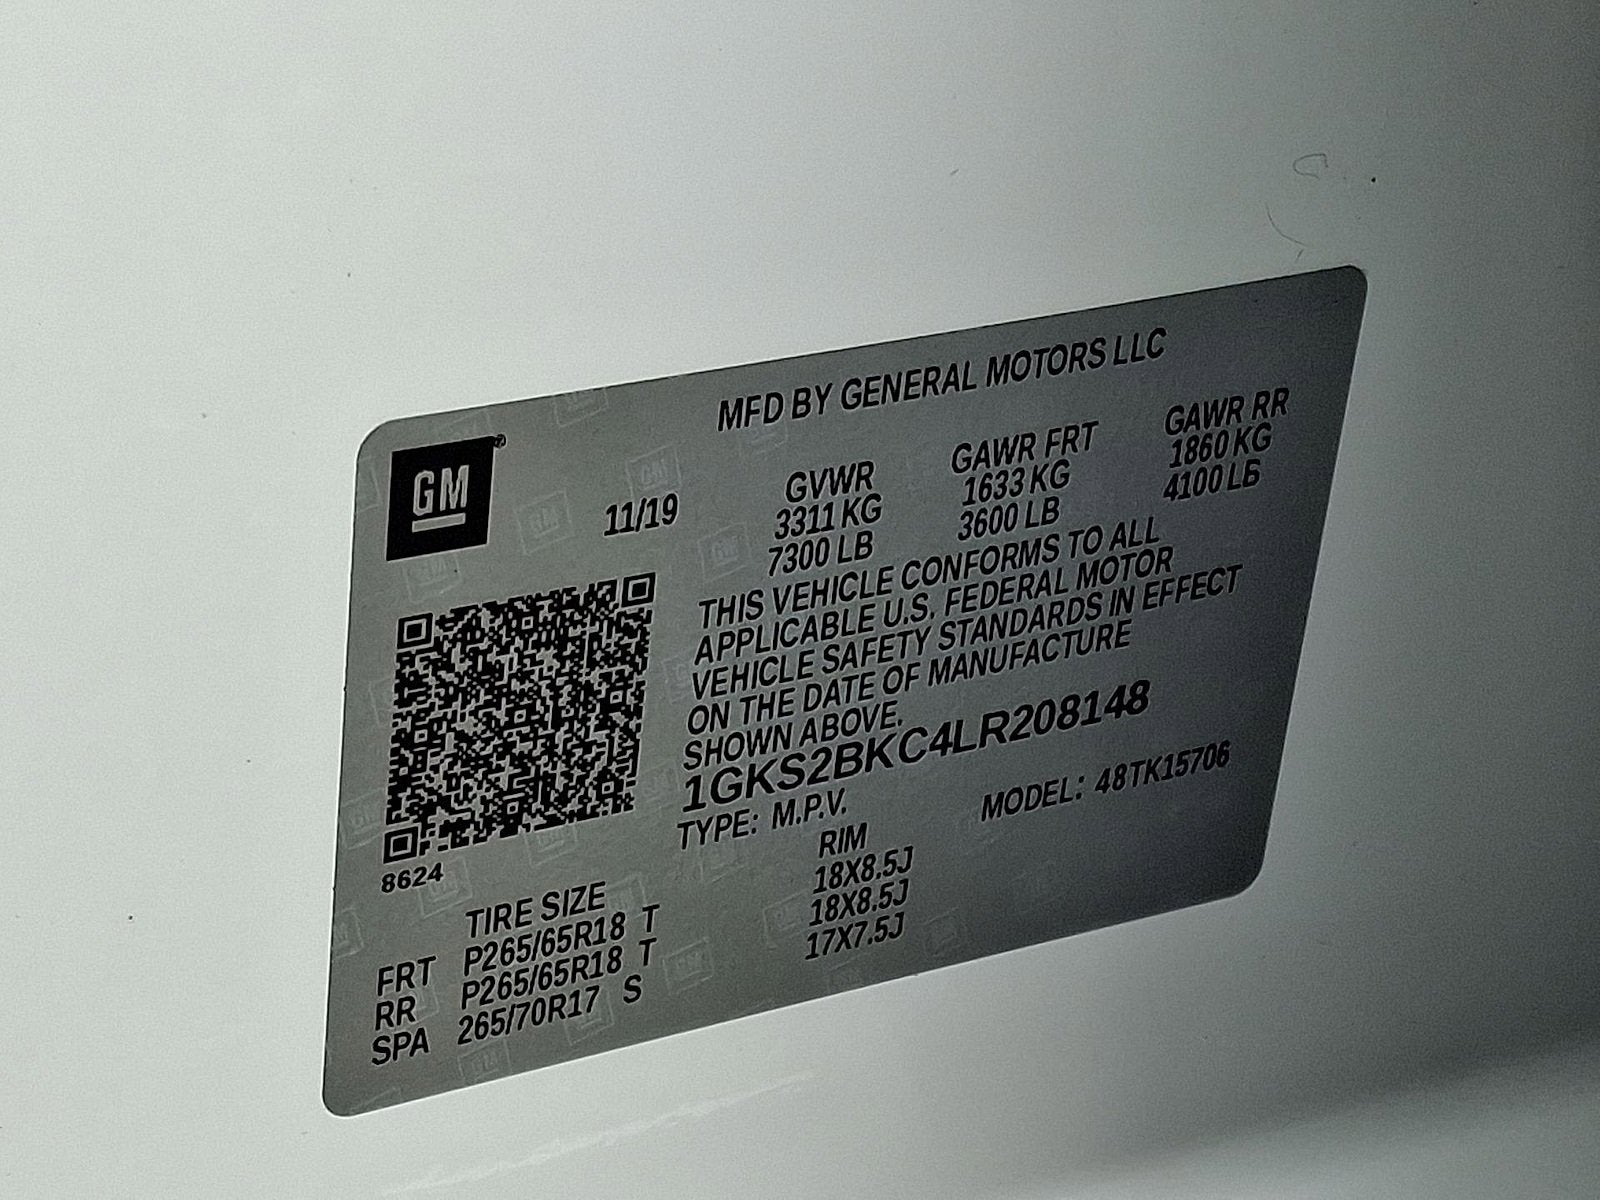 MFD BY GENERAL MOTORS LLC
GM ®
11/19
GVWR GAWR FRT GAWR RR
3311 KG 1633 KG 1860 KG
7300 LB 3600 LB 4100 LB
THIS VEHICLE CONFORMS TO ALL
APPLICABLE U.S. FEDERAL MOTOR
VEHICLE SAFETY STANDARDS IN EFFECT
ON THE DATE OF MANUFACTURE
SHOWN ABOVE.
1GKS2BKC4LR208148
TYPE: M.P.V. MODEL: 48TK15706
8624
TIRE SIZE RIM
FRT P265/65R18 T 18X8.5J
RR P265/65R18 T 18X8.5J
SPA 265/70R17 S 17X7.5J